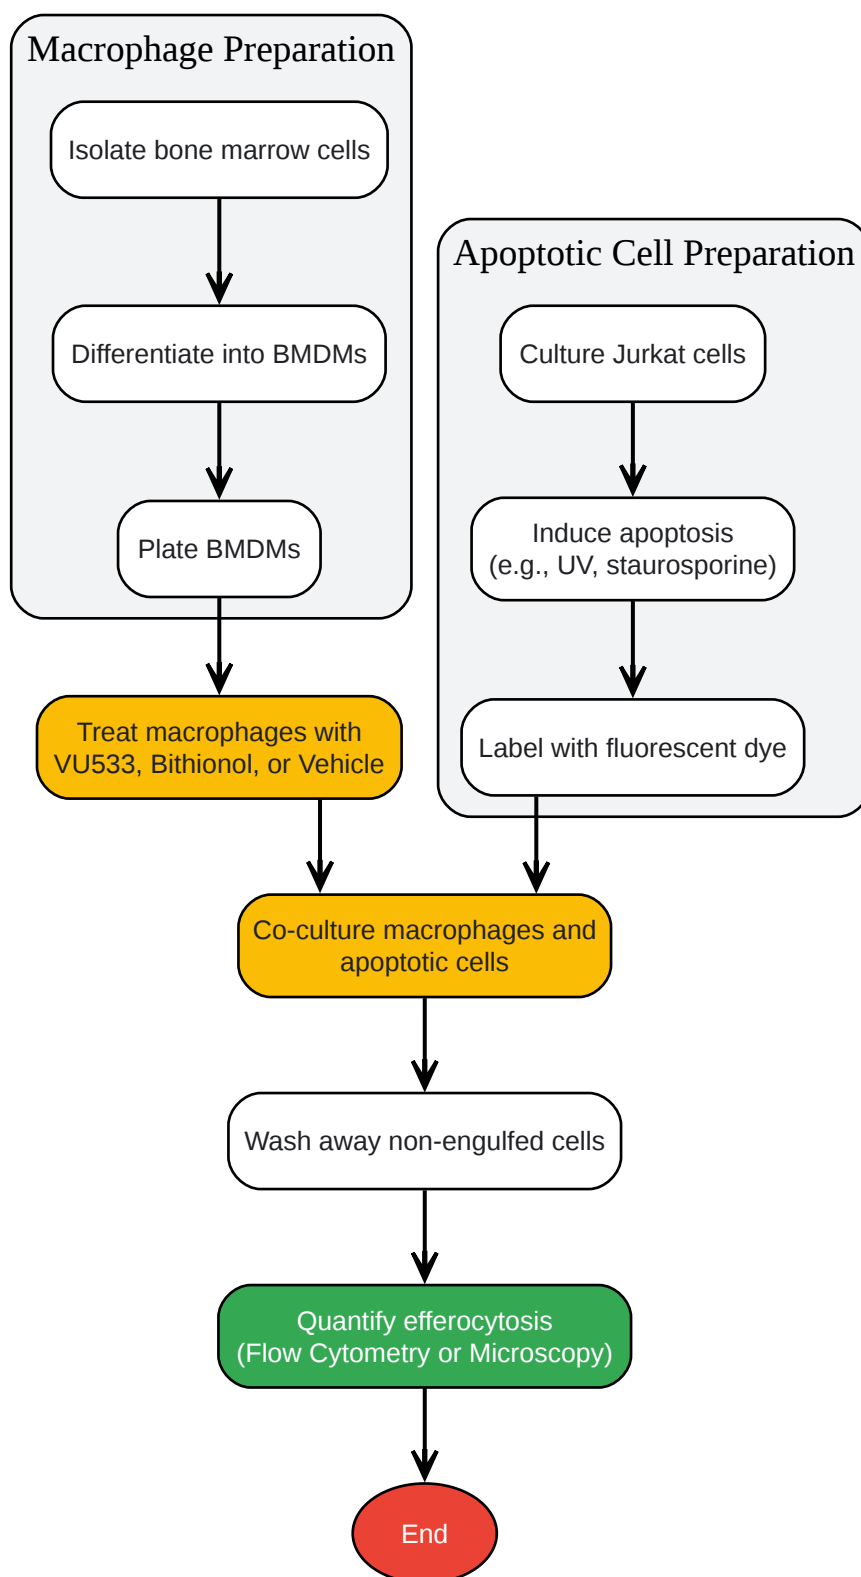 Macrophage Preparation
Isolate bone marrow cells
Differentiate into BMDMs
Plate BMDMs
Apoptotic Cell Preparation
Culture Jurkat cells
Induce apoptosis
(e.g., UV, staurosporine)
Label with fluorescent dye
Treat macrophages with
VU533, Bithionol, or Vehicle
Co-culture macrophages and
apoptotic cells
Wash away non-engulfed cells
Quantify efferocytosis
(Flow Cytometry or Microscopy)
End